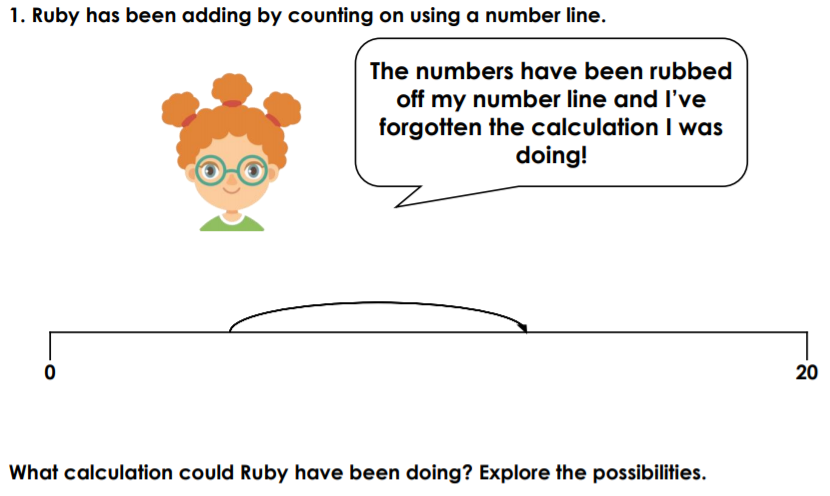 1. Ruby has been adding by counting on using a number line.
The numbers have been rubbed
off my number line and I’ve
forgotten the calculation I was
doing!
0
20
What calculation could Ruby have been doing? Explore the possibilities.